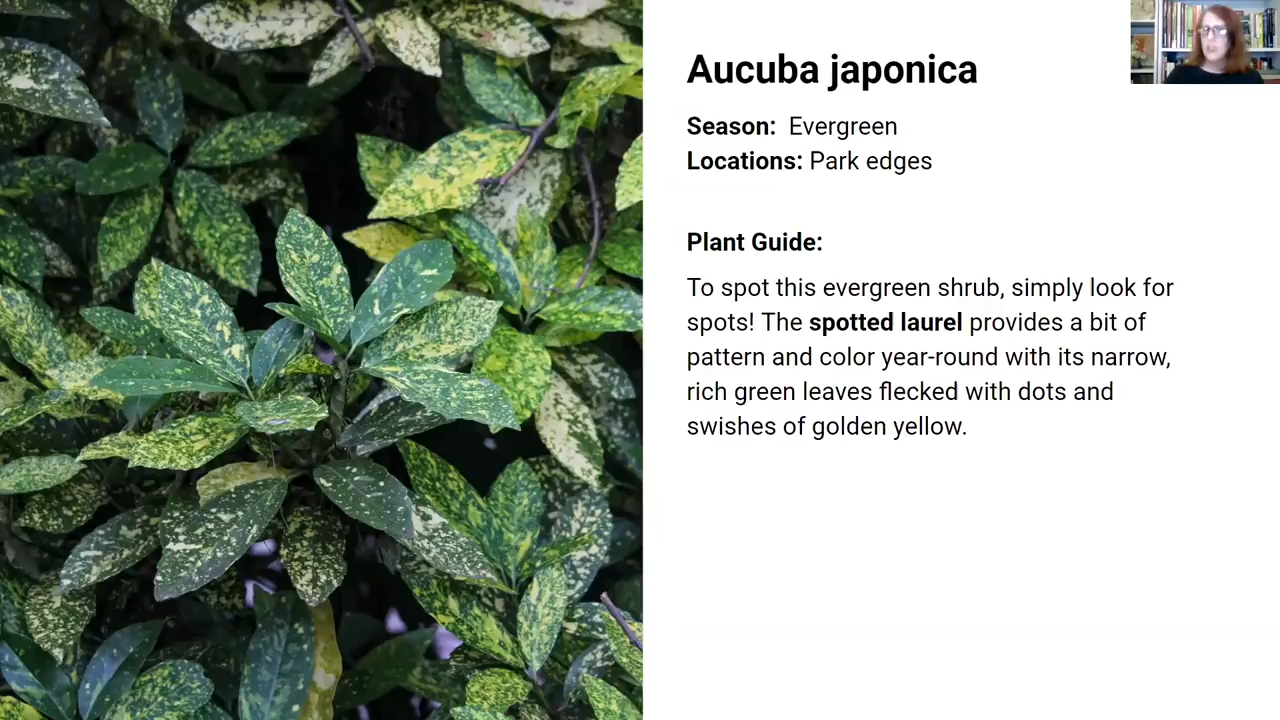 Aucuba japonica
Season: Evergreen
Locations: Park edges
Plant Guide:
To spot this evergreen shrub, simply look for
spots! The spotted laurel provides a bit of
pattern and color year-round with its narrow,
rich green leaves flecked with dots and
swishes of golden yellow.